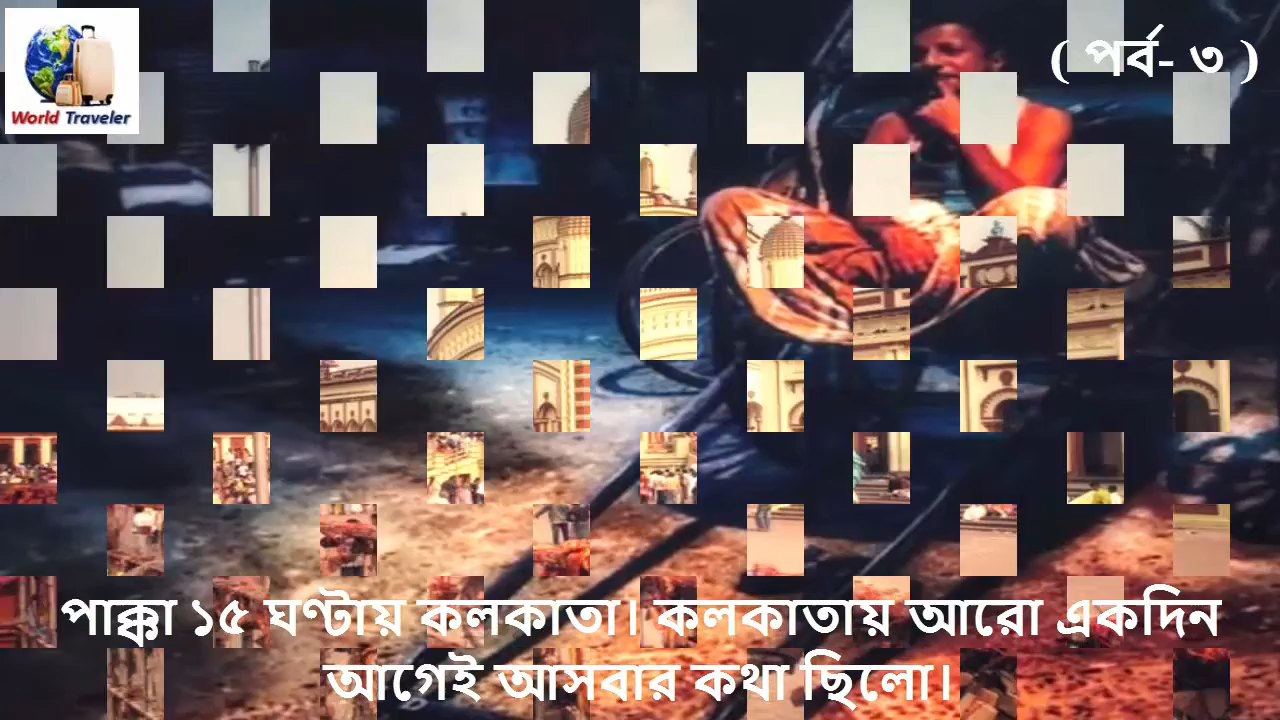 World Traveler
( পর্ব- ৩ )
পাক্কা ১৫ ঘণ্টায় কলকাতা। কলকাতায় আরো একদিন
আগেই আসবার কথা ছিলো।